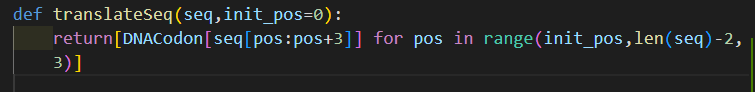 def translateSeq(seq,init_pos=0):
return[DNACodon[seq[pos:pos+3]] for pos in range(init_pos,len(seq)-2,
3)]